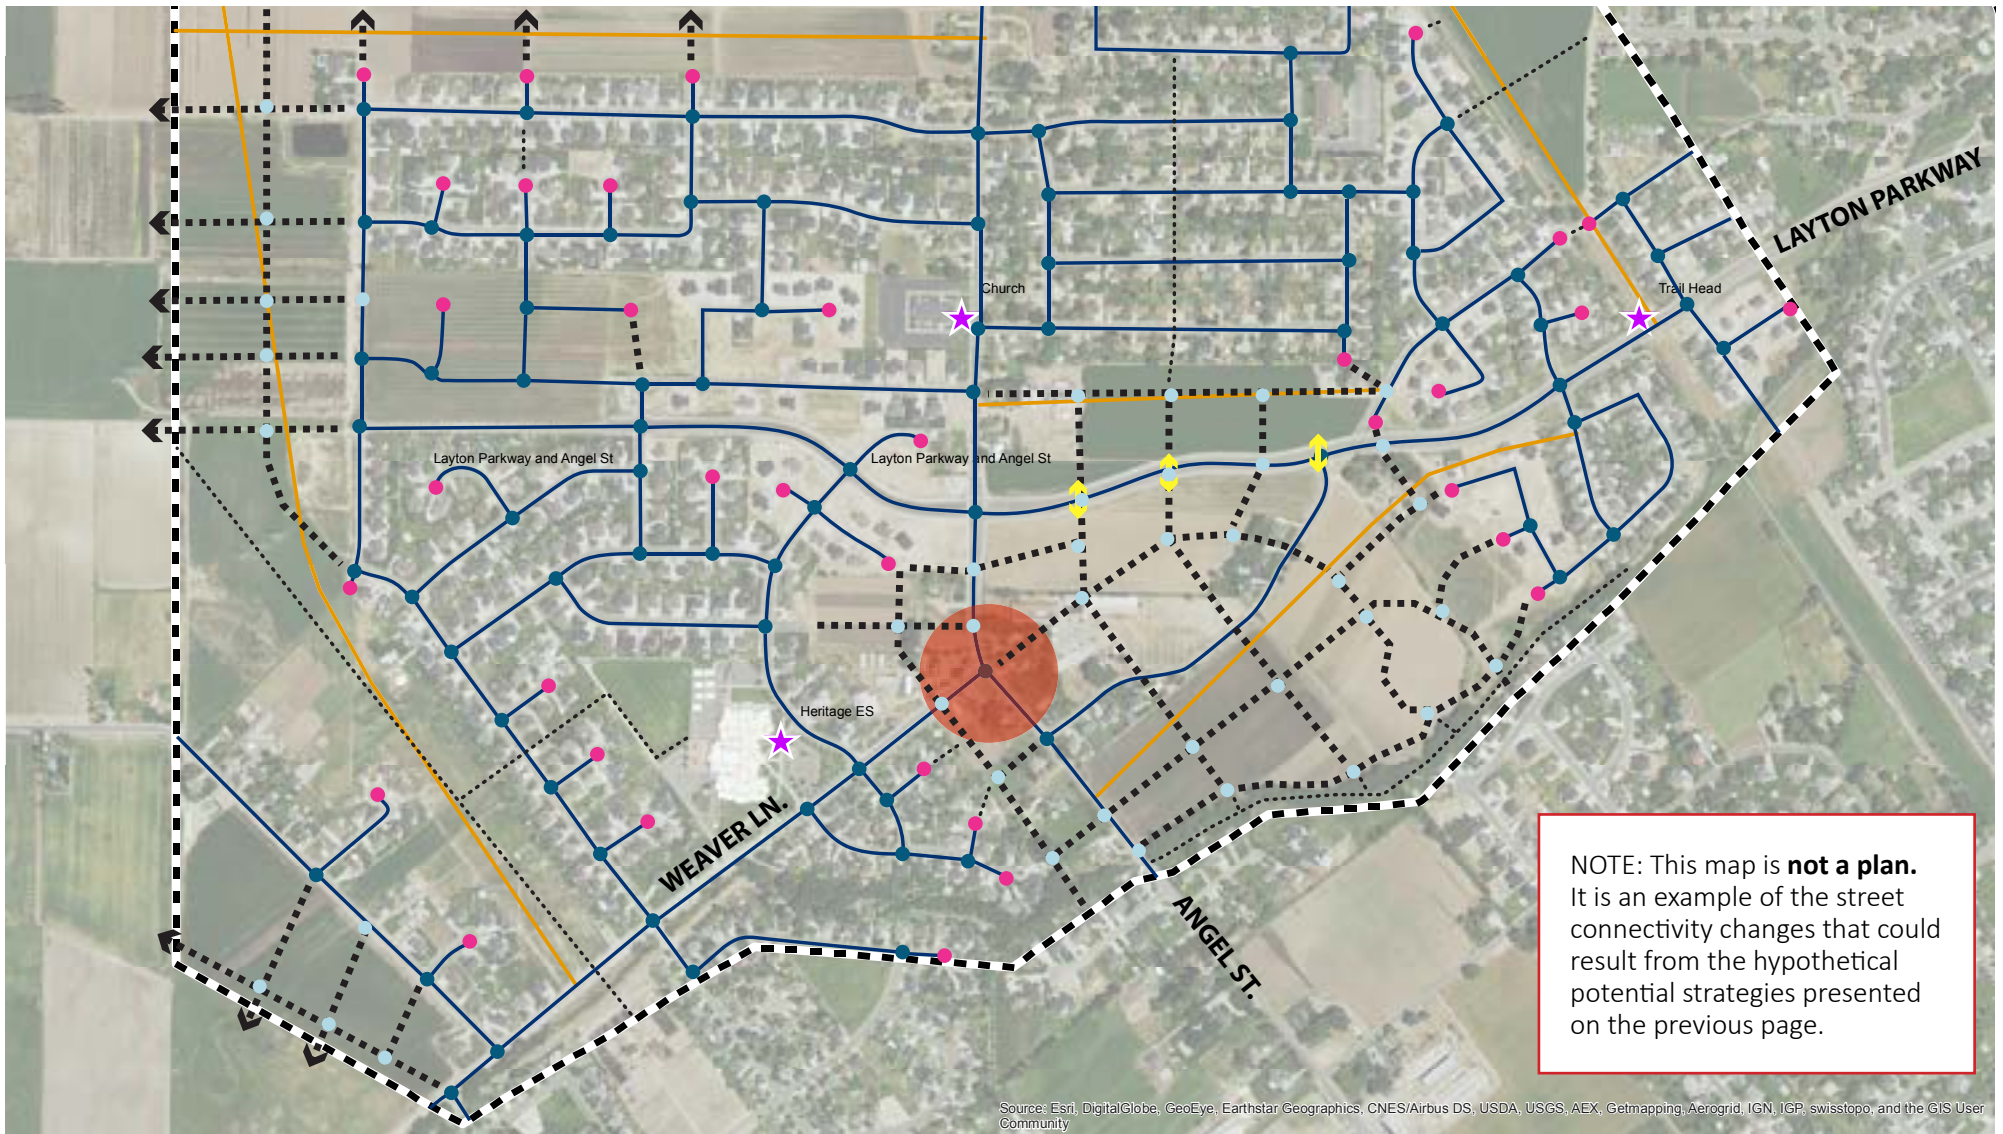 LAYTON PARKWAY
Church
Trail Head
Layton Parkway and Angel St
Layton Parkway and Angel St
Heritage ES
WEAVER LN.
ANGEL ST.
NOTE: This map is not a plan.
It is an example of the street
connectivity changes that could
result from the hypothetical
potential strategies presented
on the previous page.
Source: Esri, DigitalGlobe, GeoEye, Earthstar Geographics, CNES/Airbus DS, USDA, USGS, AEX, Getmapping, Aerogrid, IGN, IGP, swisstopo, and the GIS User
Community